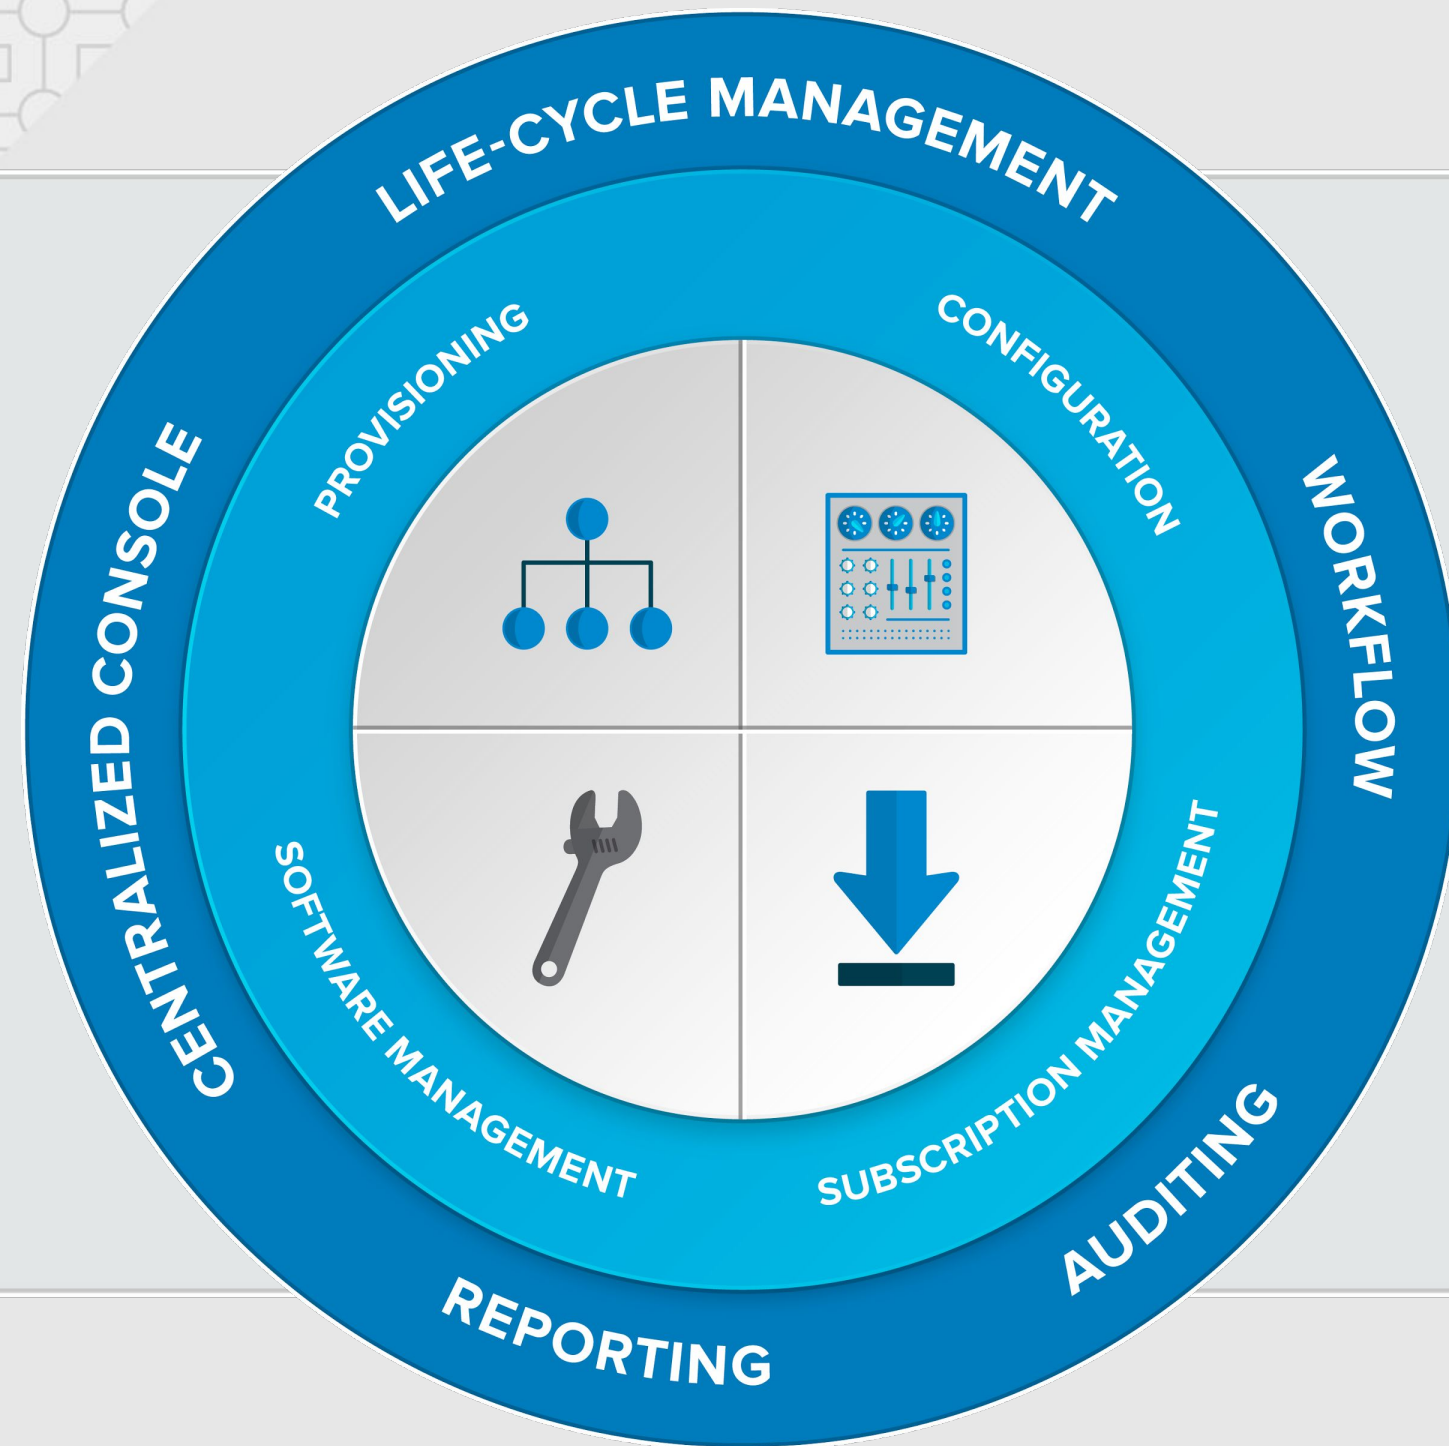 LIFE-CYCLE MANAGEMENT
PROVISIONING
CONFIGURATION
CENTRALIZED CONSOLE
WORKFLOW
SOFTWARE MANAGEMENT
SUBSCRIPTION MANAGEMENT
AUDITING
REPORTING